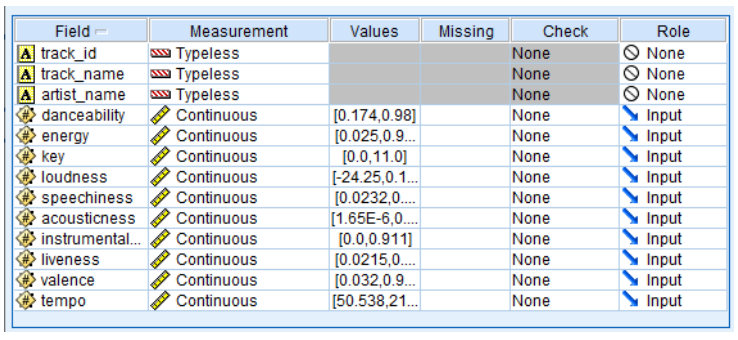 Field Measurement Values Missing Check Role
A track_id Typeless None None
A track_name Typeless None None
A artist_name Typeless None None
# danceability Continuous [0.174,0.98] None Input
# energy Continuous [0.025,0.9... None Input
# key Continuous [0.0,11.0] None Input
# loudness Continuous [-24.25,0.1... None Input
# speechiness Continuous [0.0232,0.... None Input
# acousticness Continuous [1.65E-6,0.... None Input
# instrumental... Continuous [0.0,0.911] None Input
# liveness Continuous [0.0215,0.... None Input
# valence Continuous [0.032,0.9... None Input
# tempo Continuous [50.538,21... None Input